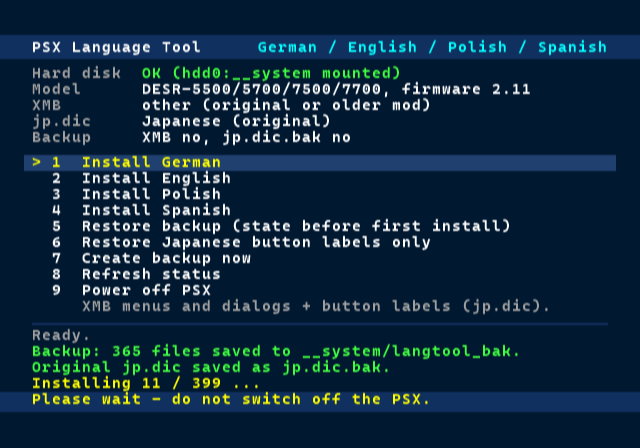 PSX Language Tool German / English / Polish / Spanish
Hard disk OK (hdd0:__system mounted)
Model DESR-5500/5700/7500/7700, firmware 2.11
XMB other (original or older mod)
jp.dic Japanese (original)
Backup XMB no, jp.dic.bak no
> 1 Install German
2 Install English
3 Install Polish
4 Install Spanish
5 Restore backup (state before first install)
6 Restore Japanese button labels only
7 Create backup now
8 Refresh status
9 Power off PSX
XMB menus and dialogs + button labels (jp.dic).
Ready.
Backup: 365 files saved to __system/langtool_bak.
Original jp.dic saved as jp.dic.bak.
Installing 11 / 399 ...
Please wait - do not switch off the PSX.